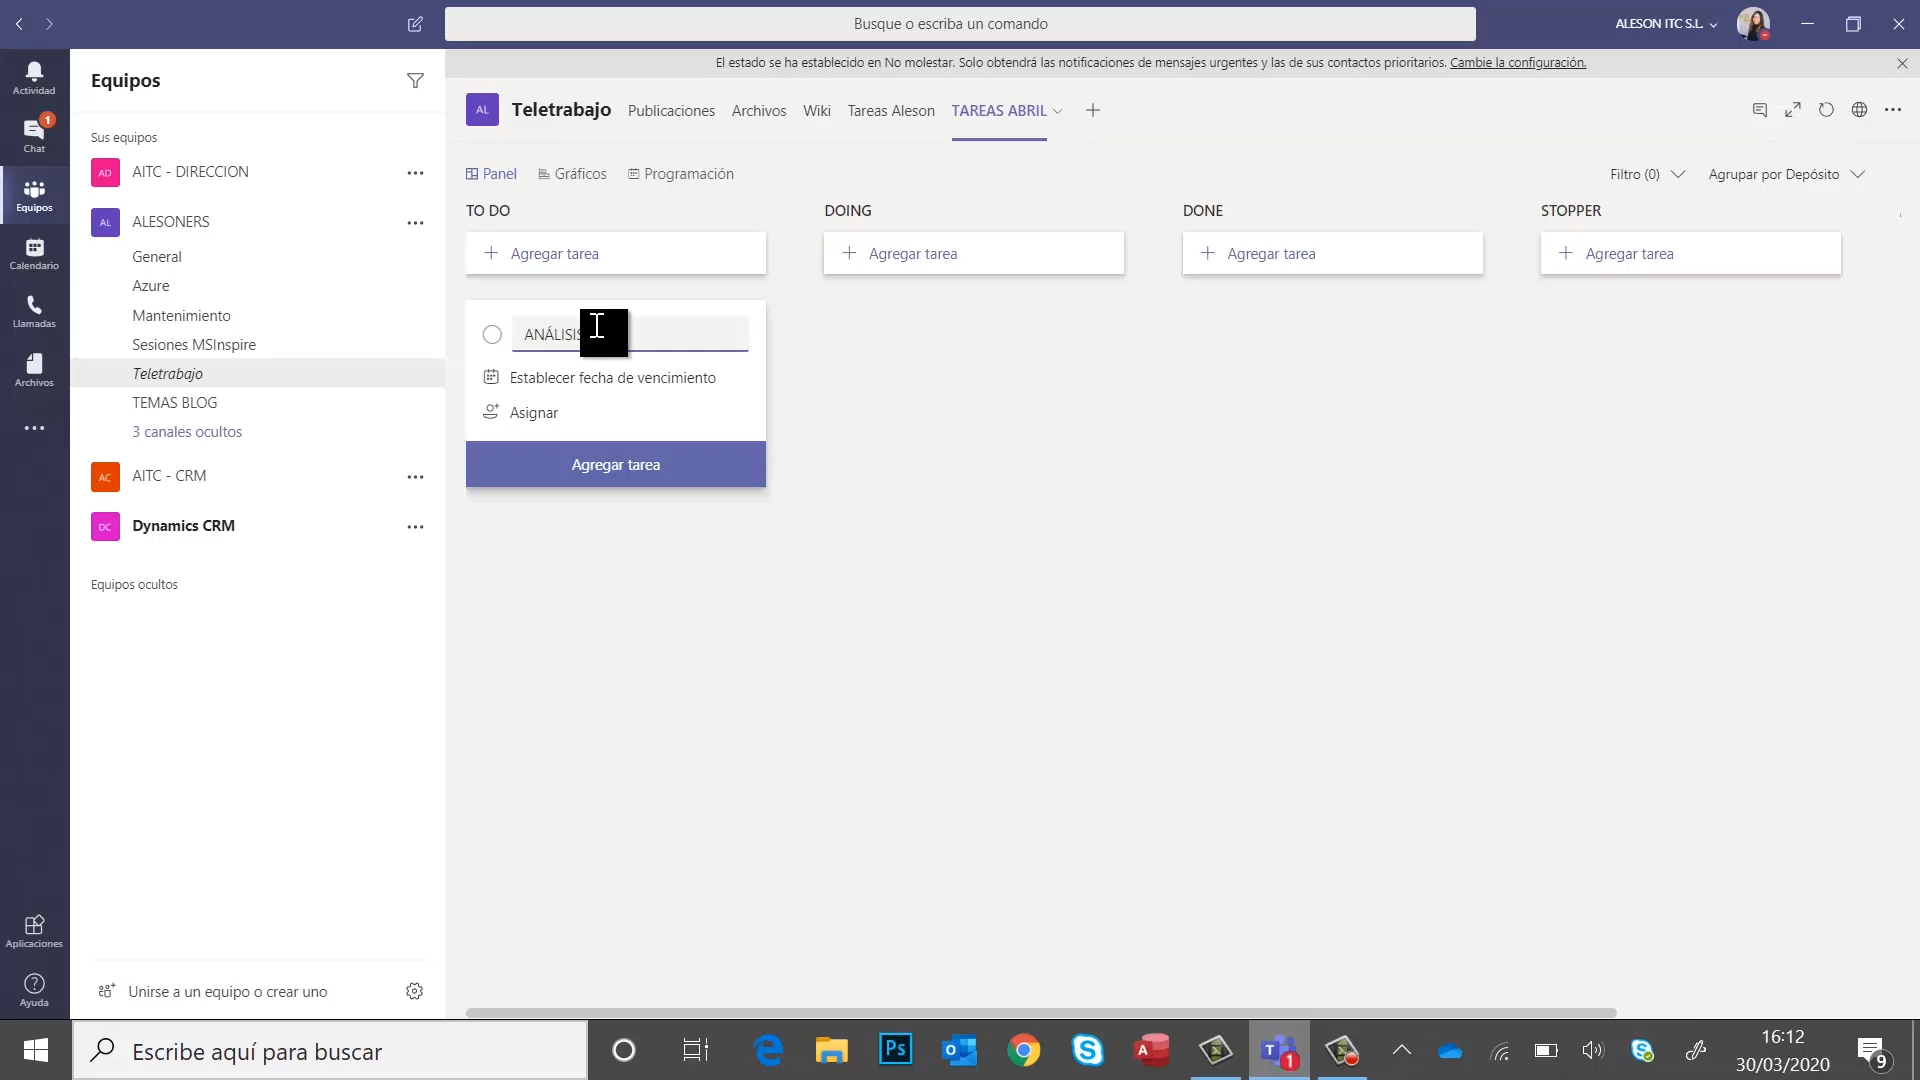 Busque o escriba un comando
ALESON ITC S.L.
El estado se ha establecido en No molestar. Solo obtendrá las notificaciones de mensajes urgentes y las de sus contactos prioritarios. Cambie la configuración.
Actividad
1
Chat
Equipos
Calendario
Llamadas
Archivos
Aplicaciones
Ayuda
Equipos
Sus equipos
AD AITC - DIRECCION
AL ALESONERS
General
Azure
Mantenimiento
Sesiones MSInspire
Teletrabajo
TEMAS BLOG
3 canales ocultos
AC AITC - CRM
DC Dynamics CRM
Equipos ocultos
Unirse a un equipo o crear uno
AL Teletrabajo Publicaciones Archivos Wiki Tareas Aleson TAREAS ABRIL
Panel Gráficos Programación Filtro (0) Agrupar por Depósito
TO DO DOING DONE STOPPER
Agregar tarea Agregar tarea Agregar tarea Agregar tarea
ANÁLISIS
Establecer fecha de vencimiento
Asignar
Agregar tarea
Escribe aquí para buscar
Ps
A
T 1
16:12
30/03/2020
9